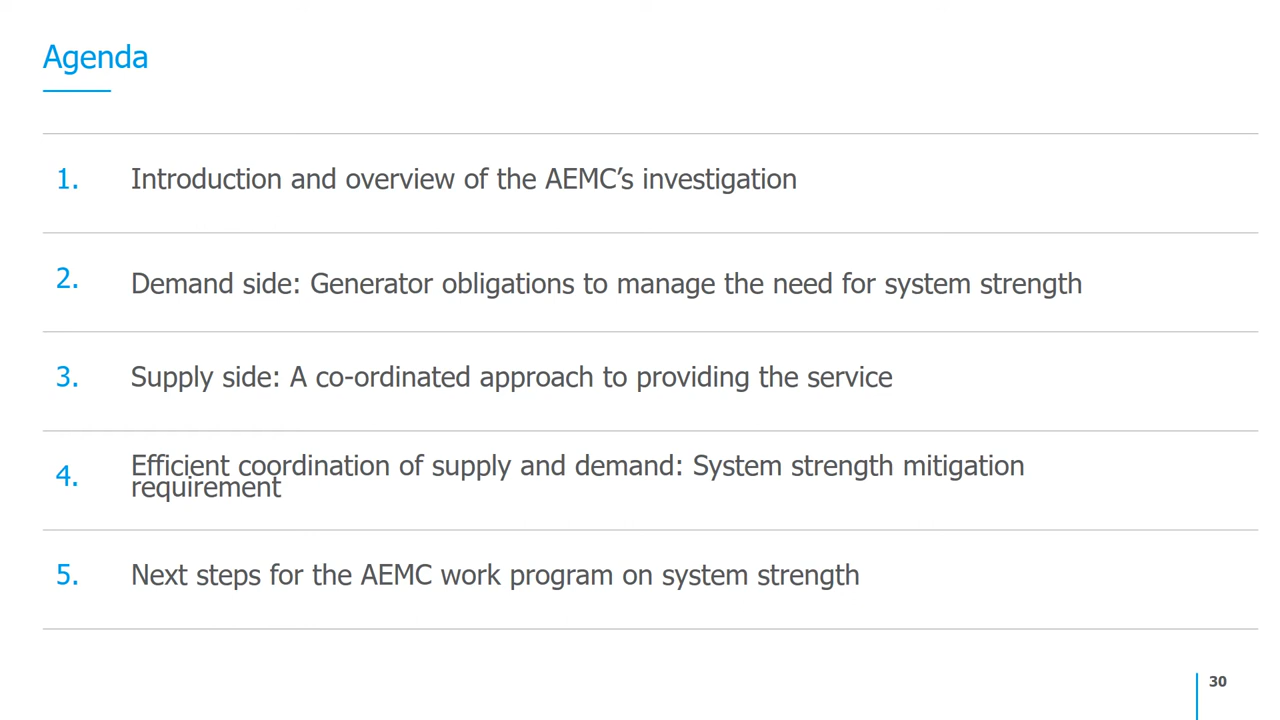 Agenda
1. Introduction and overview of the AEMC’s investigation
2. Demand side: Generator obligations to manage the need for system strength
3. Supply side: A co-ordinated approach to providing the service
4. Efficient coordination of supply and demand: System strength mitigation
requirement
5. Next steps for the AEMC work program on system strength
30